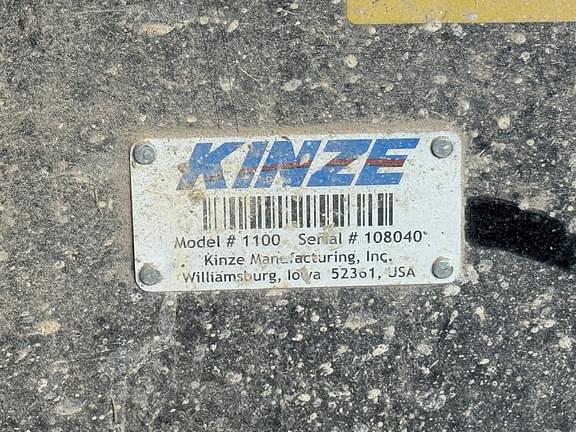 KINZE
Model # 1100 Serial # 108040
Kinze Manufacturing, Inc.
Williamsburg, Iowa 52361, USA